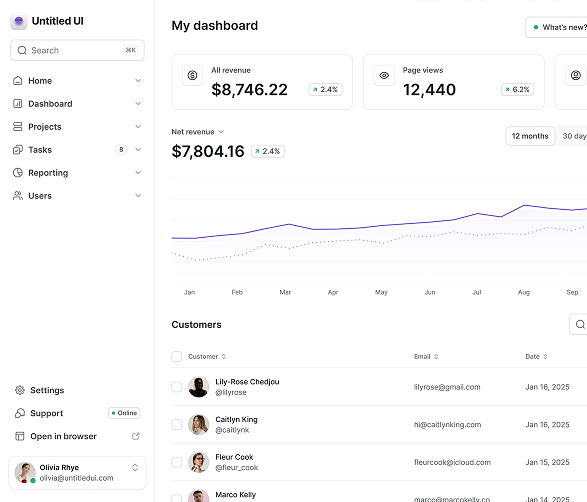 Untitled UI
Search
⌘K
Home
Dashboard
Projects
Tasks
8
Reporting
Users
Settings
Support
Online
Open in browser
Olivia Rhye
olivia@untitledui.com
My dashboard
What's new?
All revenue
$8,746.22
2.4%
Page views
12,440
6.2%
Net revenue
$7,804.16
2.4%
12 months
30 day
Jan
Feb
Mar
Apr
May
Jun
Jul
Aug
Sep
Customers
Customer
Email
Date
Lily-Rose Chedjou
@lilyrose
lilyrose@gmail.com
Jan 16, 2025
Caitlyn King
@caitlynk
hi@caitlynking.com
Jan 16, 2025
Fleur Cook
@fleur_cook
fleurcook@icloud.com
Jan 15, 2025
Marco Kelly
marco@marcokelly.co
Jan 14, 2025